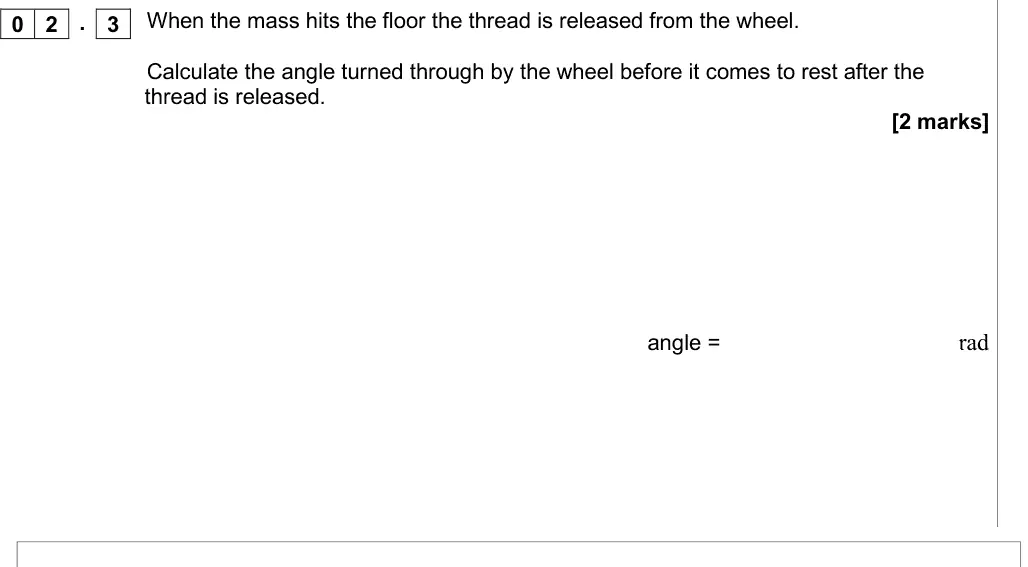 0 2 . 3 When the mass hits the floor the thread is released from the wheel.
Calculate the angle turned through by the wheel before it comes to rest after the
thread is released.
[2 marks]
angle = rad